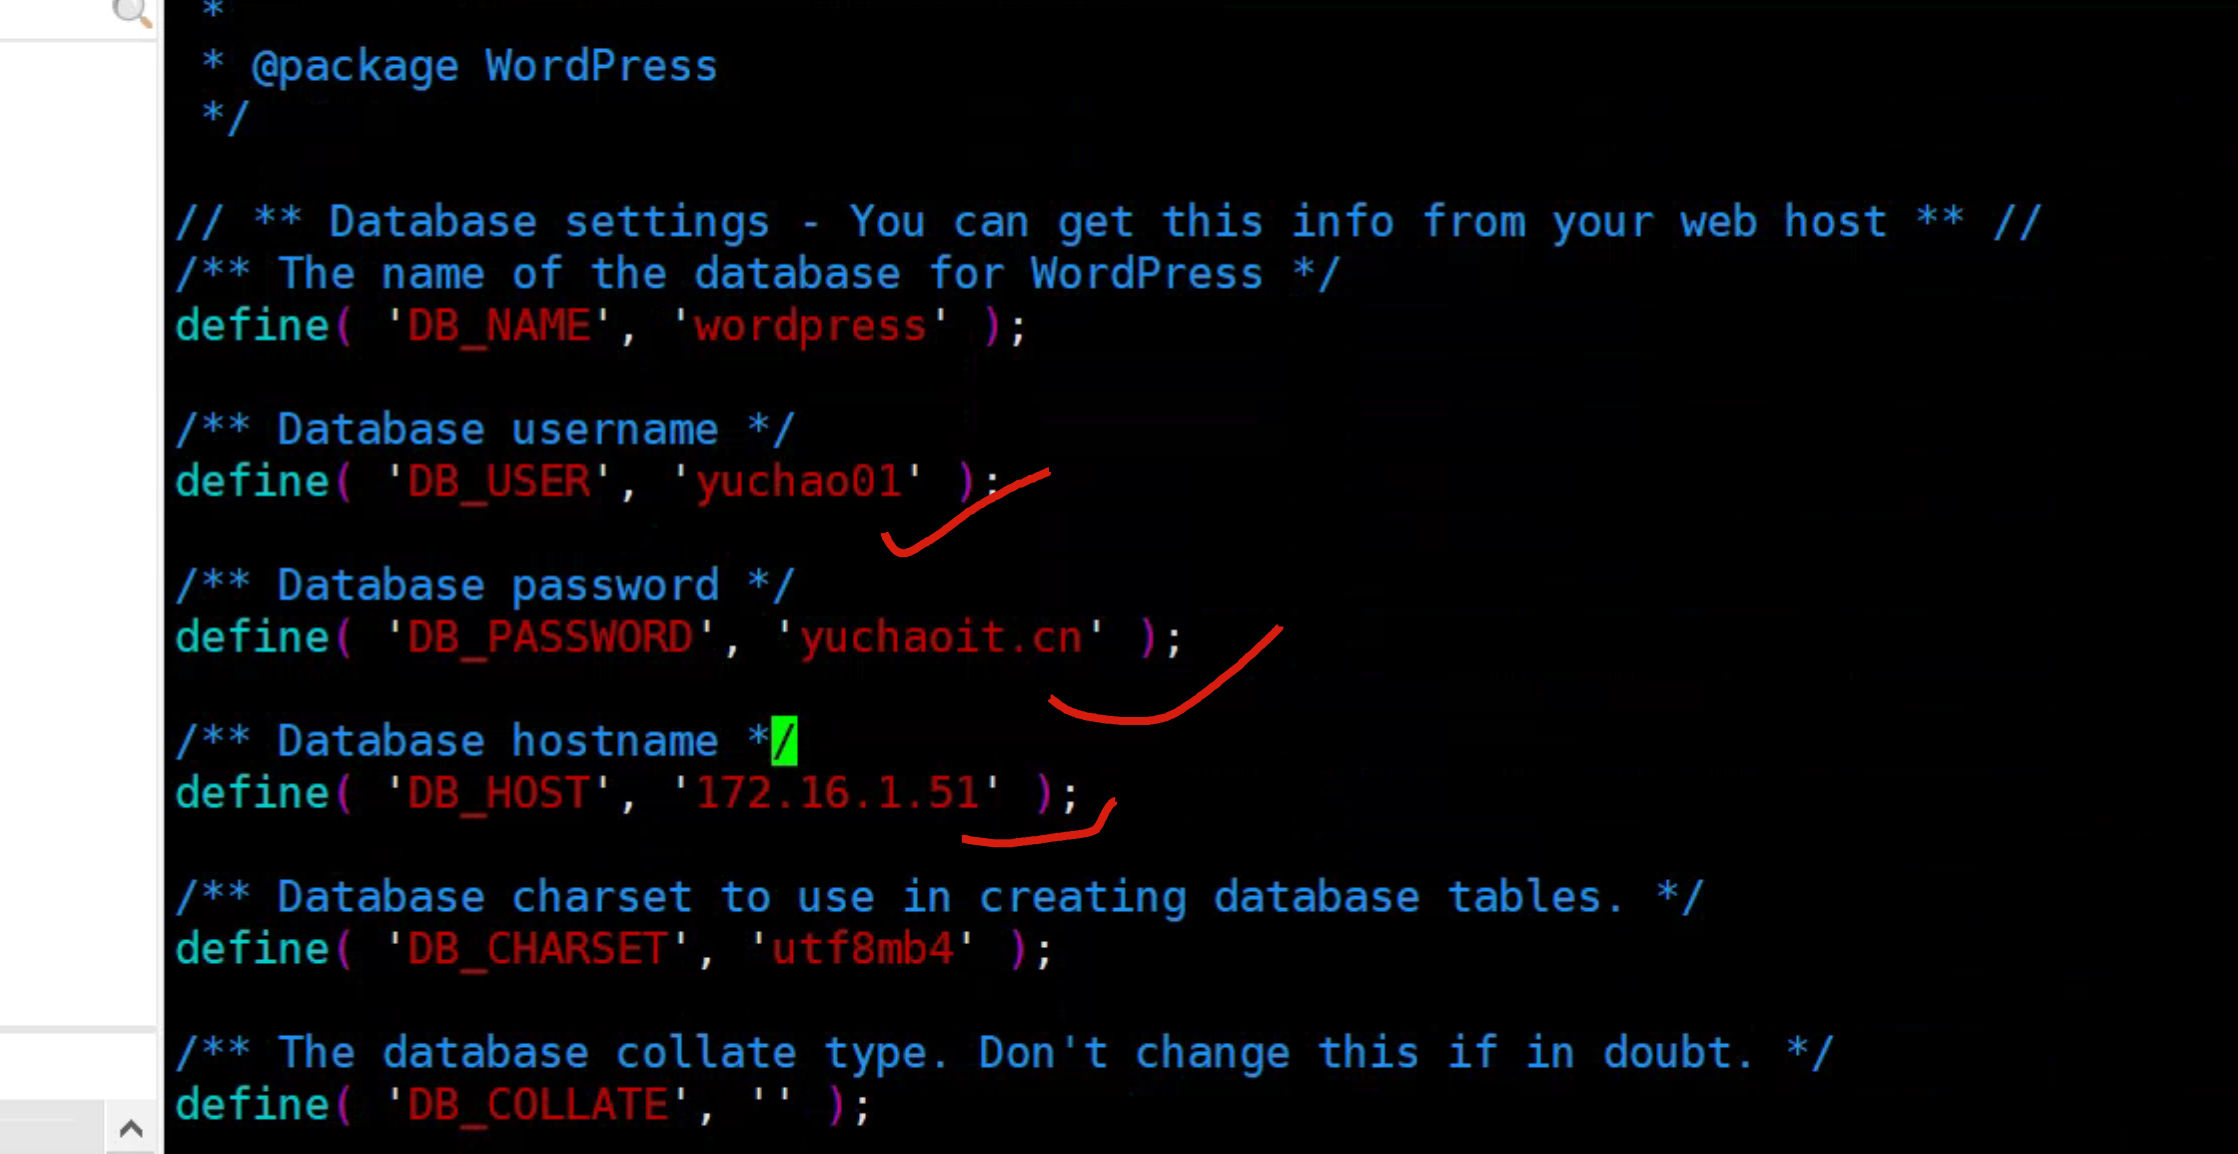 *
* @package WordPress
*/
// ** Database settings - You can get this info from your web host ** //
/** The name of the database for WordPress */
define( 'DB_NAME', 'wordpress' );
/** Database username */
define( 'DB_USER', 'yuchao01' );
/** Database password */
define( 'DB_PASSWORD', 'yuchaoit.cn' );
/** Database hostname */
define( 'DB_HOST', '172.16.1.51' );
/** Database charset to use in creating database tables. */
define( 'DB_CHARSET', 'utf8mb4' );
/** The database collate type. Don't change this if in doubt. */
define( 'DB_COLLATE', '' );